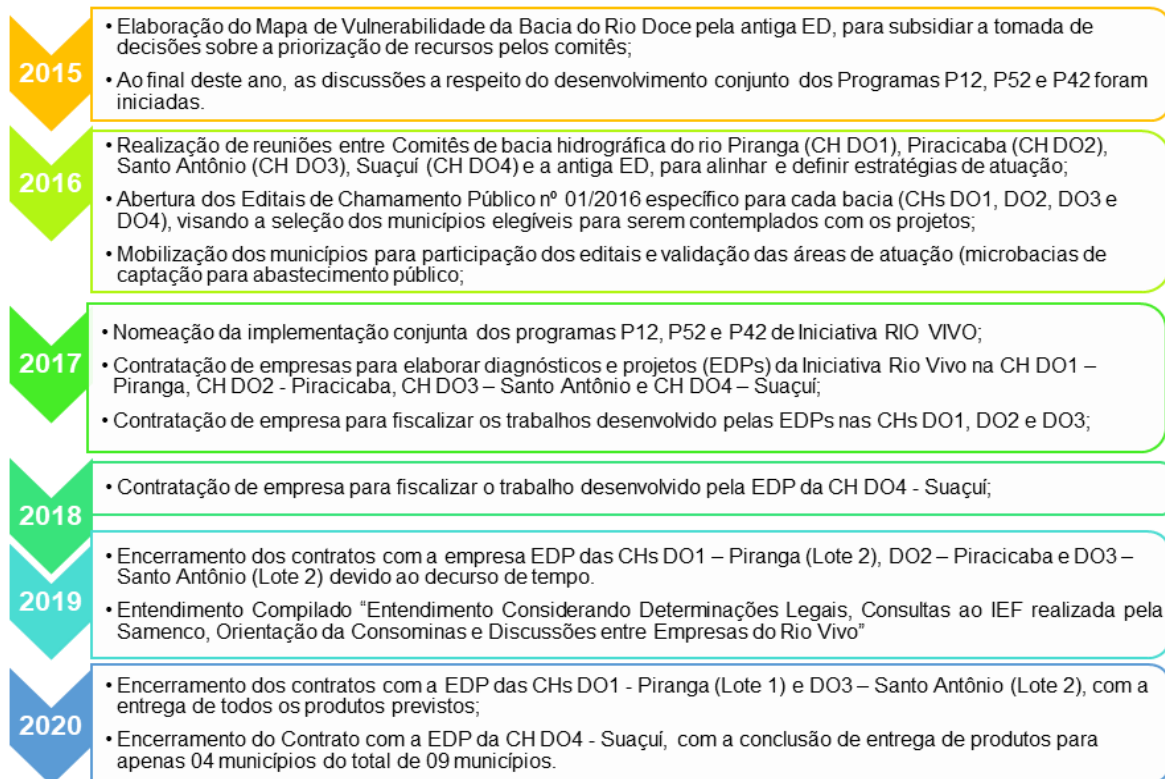 2015
• Elaboração do Mapa de Vulnerabilidade da Bacia do Rio Doce pela antiga ED, para subsidiar a tomada de
decisões sobre a priorização de recursos pelos comitês;
• Ao final deste ano, as discussões a respeito do desenvolvimento conjunto dos Programas P12, P52 e P42 foram
iniciadas.
2016
• Realização de reuniões entre Comitês de bacia hidrográfica do rio Piranga (CH DO1), Piracicaba (CH DO2),
Santo Antônio (CH DO3), Suaçuí (CH DO4) e a antiga ED, para alinhar e definir estratégias de atuação;
• Abertura dos Editais de Chamamento Público nº 01/2016 específico para cada bacia (CHs DO1, DO2, DO3 e
DO4), visando a seleção dos municípios elegíveis para serem contemplados com os projetos;
• Mobilização dos municípios para participação dos editais e validação das áreas de atuação (microbacias de
captação para abastecimento público;
2017
• Nomeação da implementação conjunta dos programas P12, P52 e P42 de Iniciativa RIO VIVO;
• Contratação de empresas para elaborar diagnósticos e projetos (EDPs) da Iniciativa Rio Vivo na CH DO1 –
Piranga, CH DO2 - Piracicaba, CH DO3 – Santo Antônio e CH DO4 – Suaçuí;
• Contratação de empresa para fiscalizar os trabalhos desenvolvido pelas EDPs nas CHs DO1, DO2 e DO3;
2018
• Contratação de empresa para fiscalizar o trabalho desenvolvido pela EDP da CH DO4 - Suaçuí;
2019
• Encerramento dos contratos com a empresa EDP das CHs DO1 – Piranga (Lote 2), DO2 – Piracicaba e DO3 –
Santo Antônio (Lote 2) devido ao decurso de tempo.
• Entendimento Compilado “Entendimento Considerando Determinações Legais, Consultas ao IEF realizada pela
Samenco, Orientação da Consominas e Discussões entre Empresas do Rio Vivo”
2020
• Encerramento dos contratos com a EDP das CHs DO1 - Piranga (Lote 1) e DO3 – Santo Antônio (Lote 2), com a
entrega de todos os produtos previstos;
• Encerramento do Contrato com a EDP da CH DO4 - Suaçuí, com a conclusão de entrega de produtos para
apenas 04 municípios do total de 09 municípios.